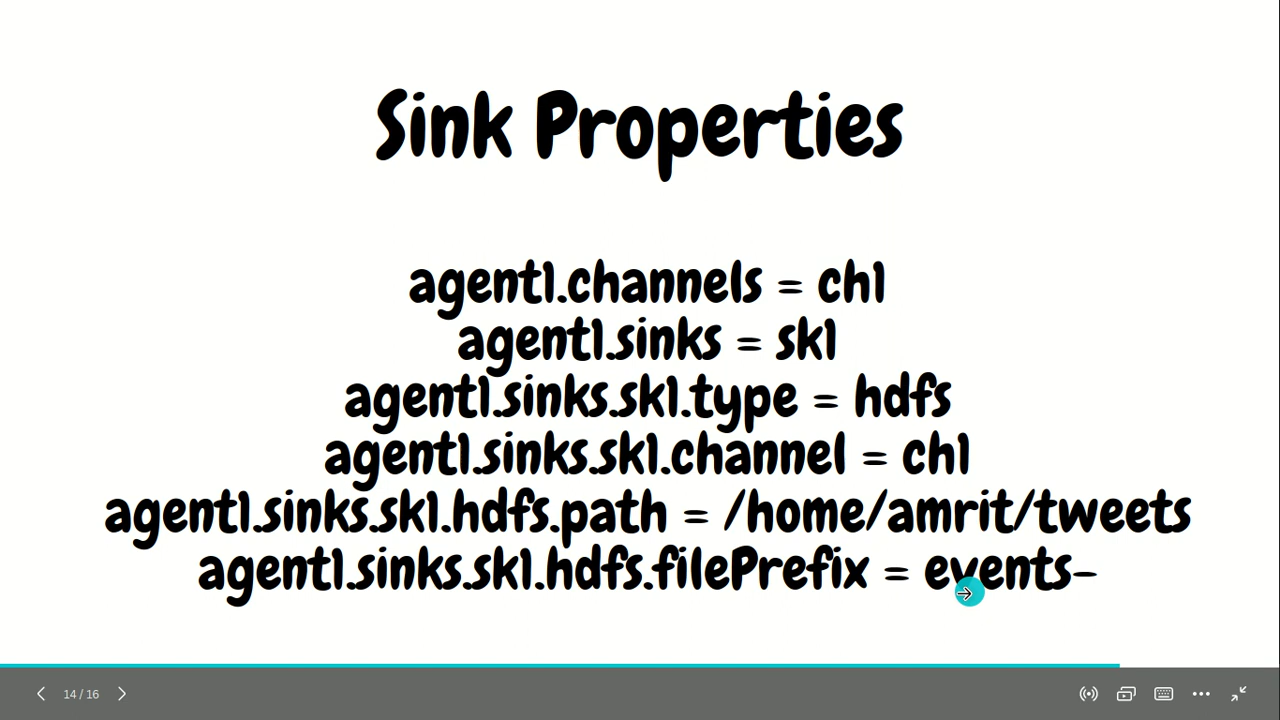 Sink Properties
agent1.channels = ch1
agent1.sinks = sk1
agent1.sinks.sk1.type = hdfs
agent1.sinks.sk1.channel = ch1
agent1.sinks.sk1.hdfs.path = /home/amrit/tweets
agent1.sinks.sk1.hdfs.filePrefix = events-
14 / 16